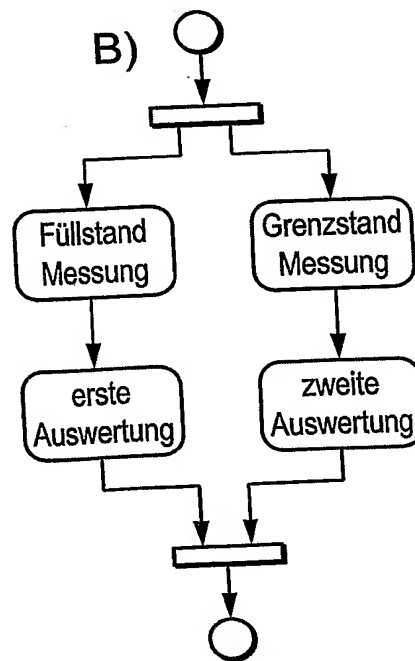 B)
Füllstand
Messung
Grenzstand
Messung
erste
Auswertung
zweite
Auswertung